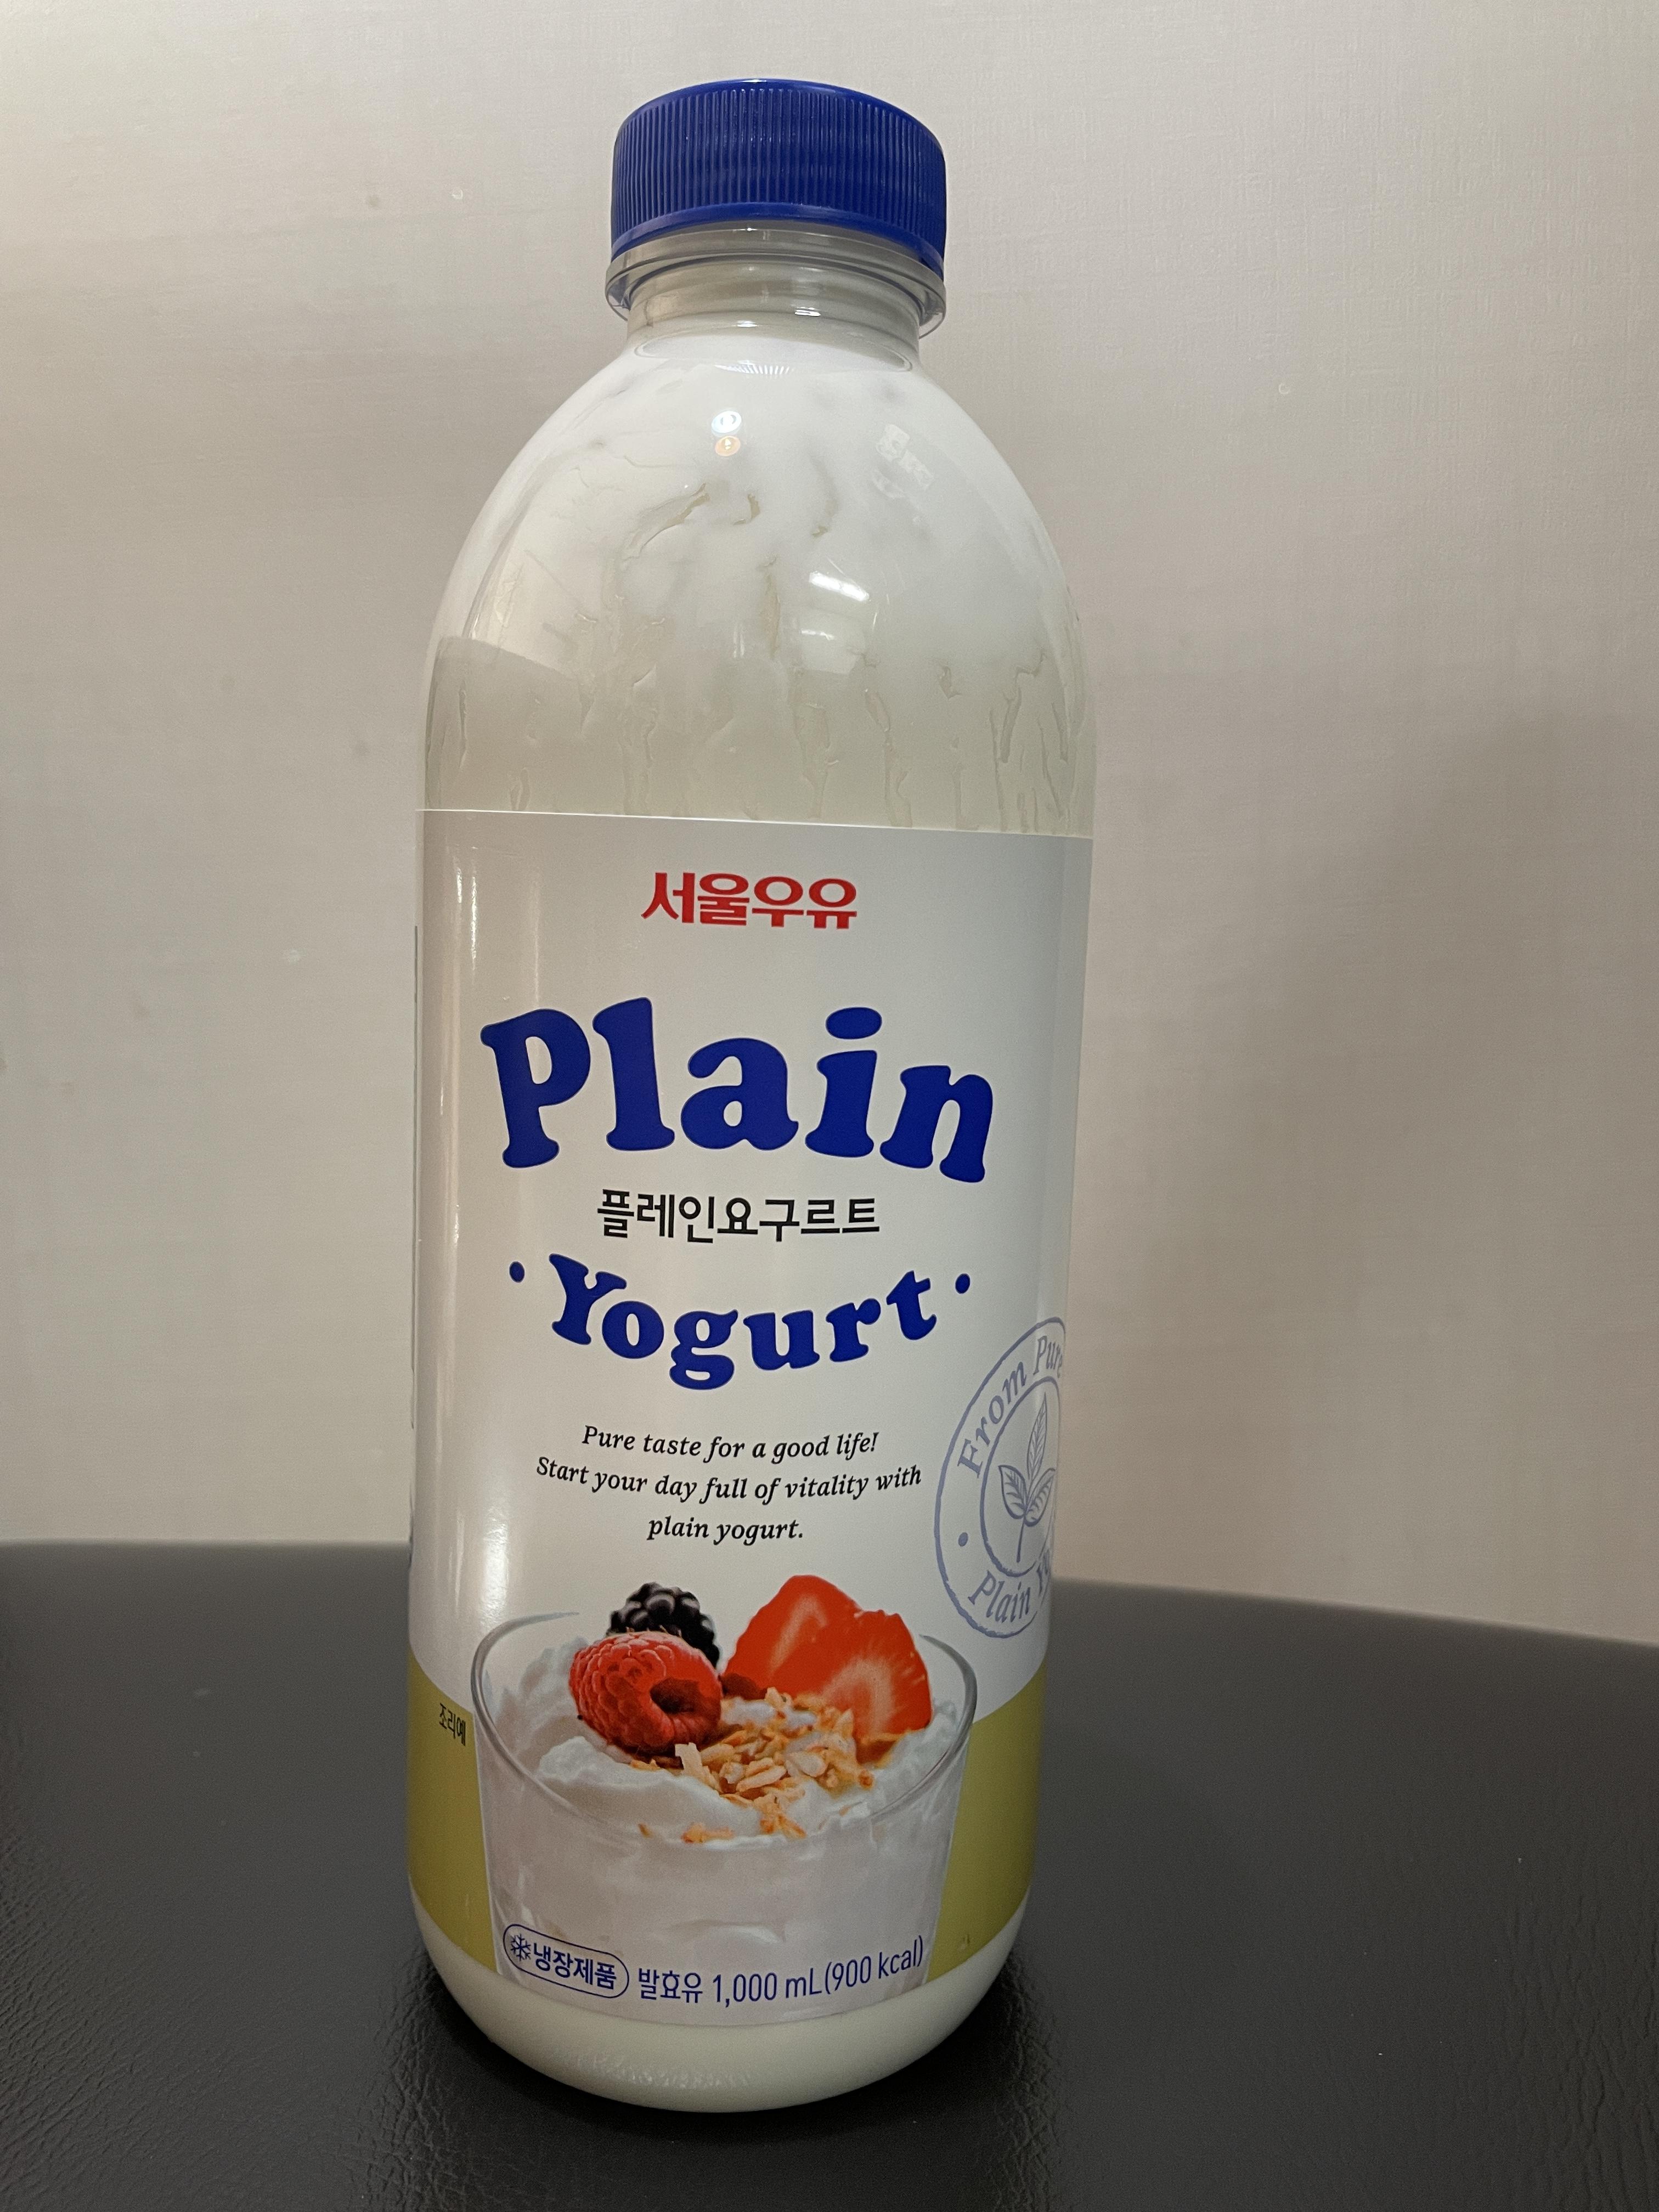 서울우유
Plain
플레인요구르트
· Yogurt ·
Pure taste for a good life!
Start your day full of vitality with
plain yogurt.
From Pure
Plain
조리예
냉장제품 발효유 1,000 mL(900 kcal)